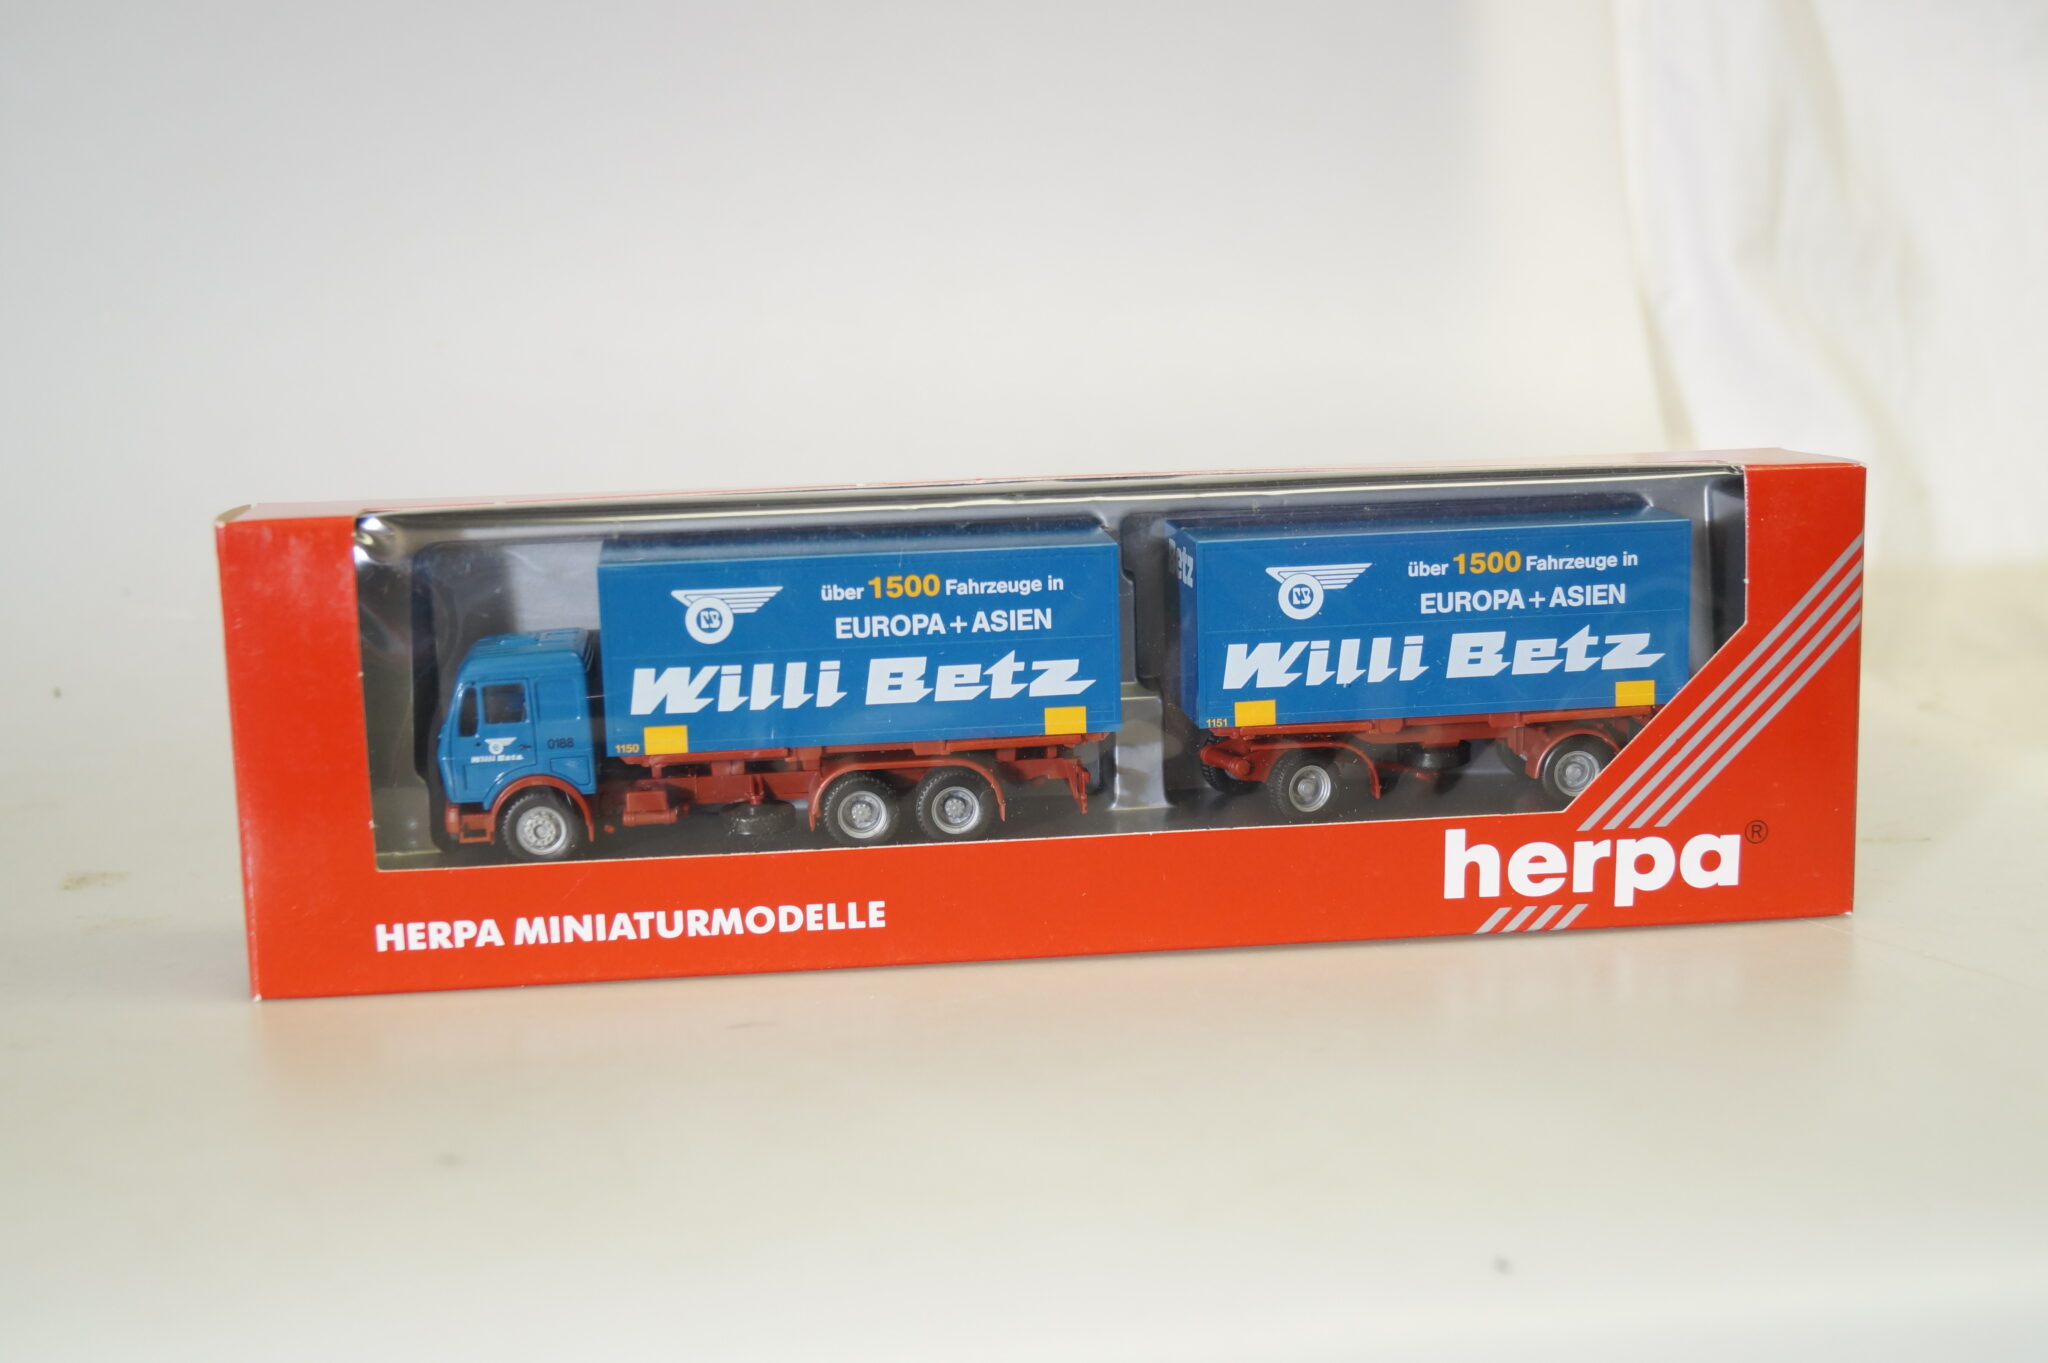 über 1500 Fahrzeuge in
EUROPA + ASIEN
Willi Betz
1150
0188
Willi Betz
etz
über 1500 Fahrzeuge in
EUROPA + ASIEN
Willi Betz
1151
HERPA MINIATURMODELLE
herpa®